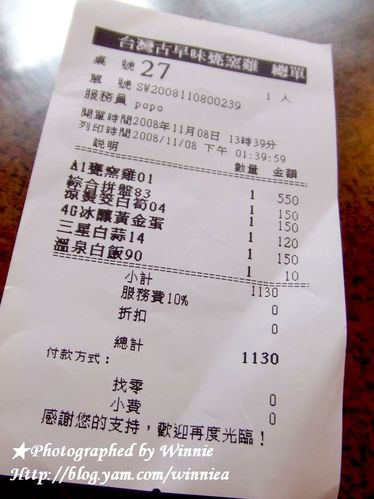 台灣古早味甕窯雞 總單
桌 號 27
單 號 SW2008110800239 1 人
服務員 popo
開單時間2008年11月08日 13時39分
列印時間2008/11/08 下午 01:39:59
說明 數量 金額
A1甕窯雞01 1 550
綜合拼盤83 1 150
涼拌茭白筍04 1 150
4G冰釀黃金蛋 1 120
三星白蒜14 1 150
溫泉白飯90 1 10
小計 1130
服務費10% 0
折扣 0
總計 1130
付款方式：
找零 0
小費 0
感謝您的支持，歡迎再度光臨！
★Photographed by Winnie
Http://blog.yam.com/winniea